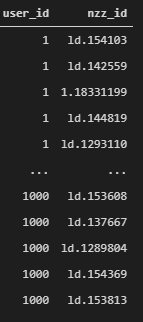 user_id nzz_id
1 ld.154103
1 ld.142559
1 1.18331199
1 ld.144819
1 ld.1293110
... ...
1000 ld.153608
1000 ld.137667
1000 ld.1289804
1000 ld.154369
1000 ld.153813